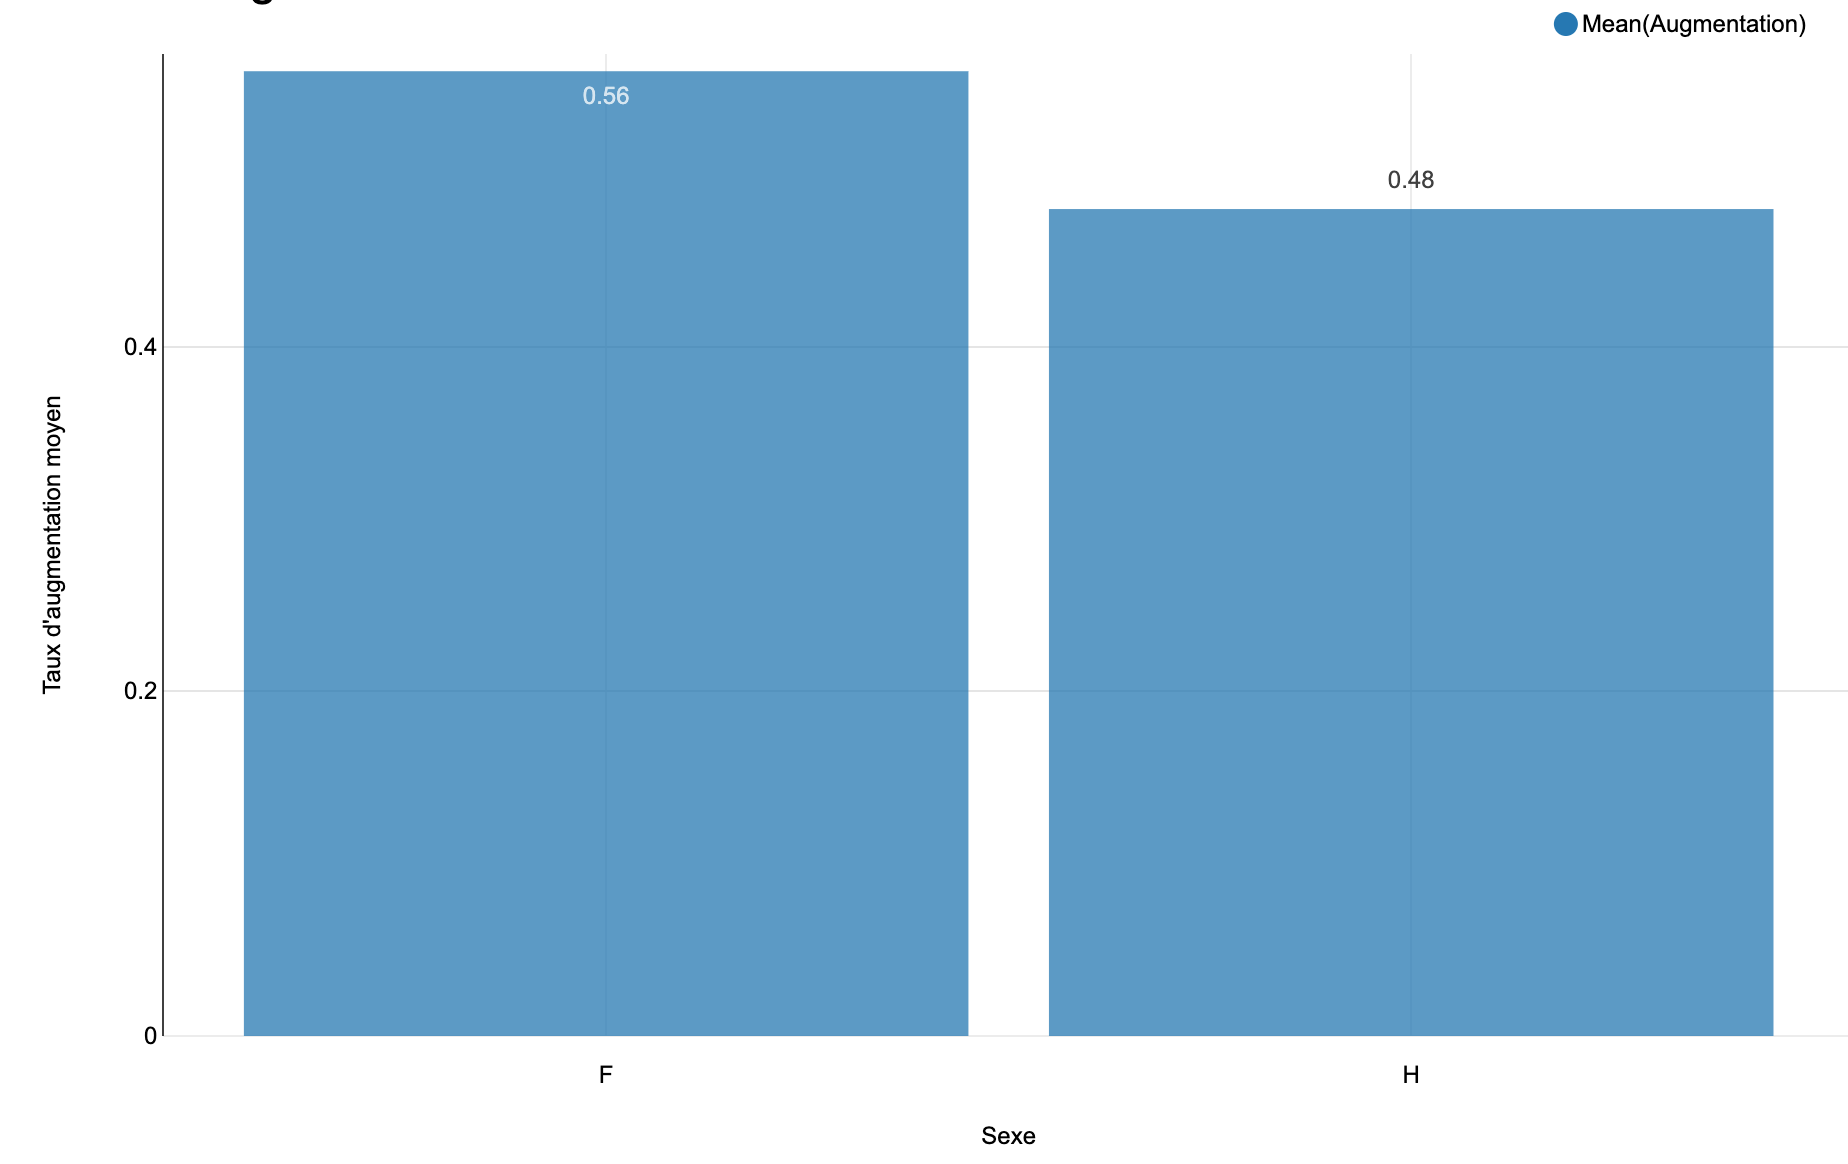 Mean(Augmentation)
0.56
0.48
0.4
0.2
0
Taux d'augmentation moyen
F
H
Sexe